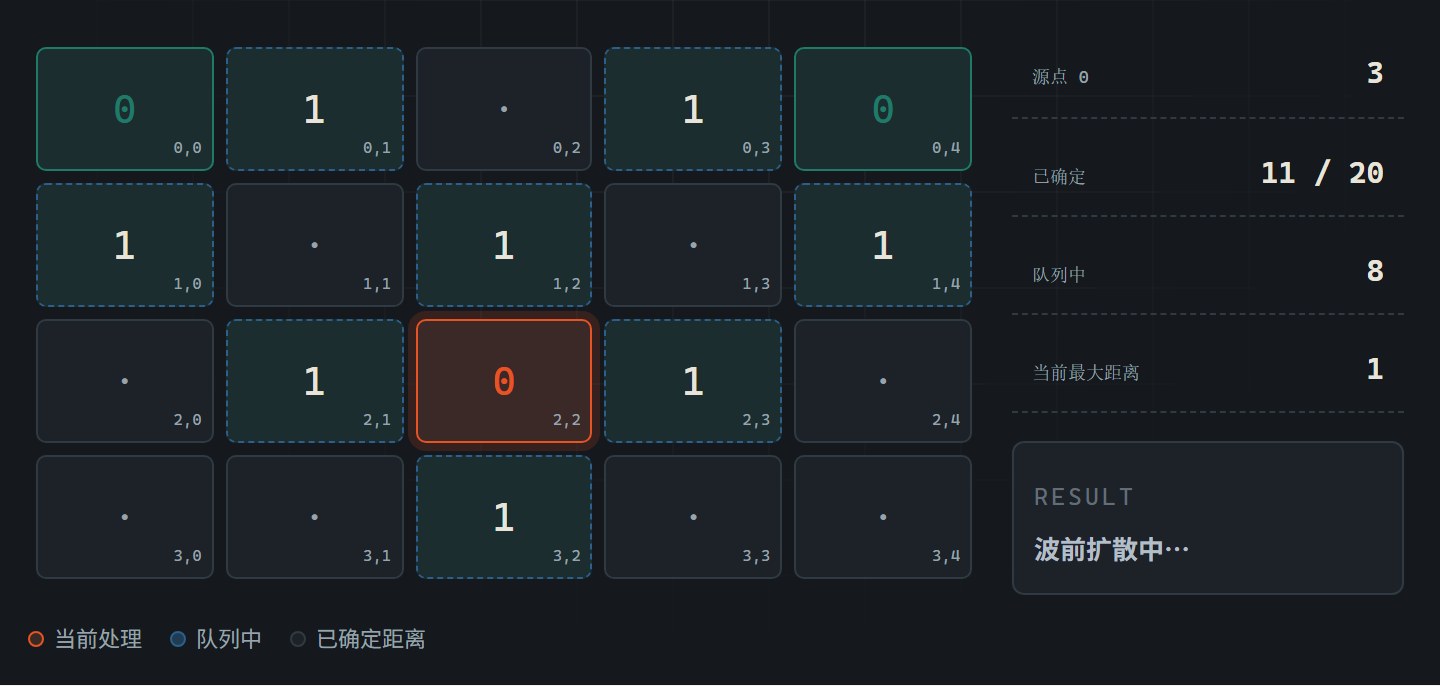 0 1 · 1 0
0,0 0,1 0,2 0,3 0,4
1 · 1 · 1
1,0 1,1 1,2 1,3 1,4
· 1 0 1 ·
2,0 2,1 2,2 2,3 2,4
· · 1 · ·
3,0 3,1 3,2 3,3 3,4
源点 0 3
已确定 11 / 20
队列中 8
当前最大距离 1
RESULT
波前扩散中…
当前处理 队列中 已确定距离